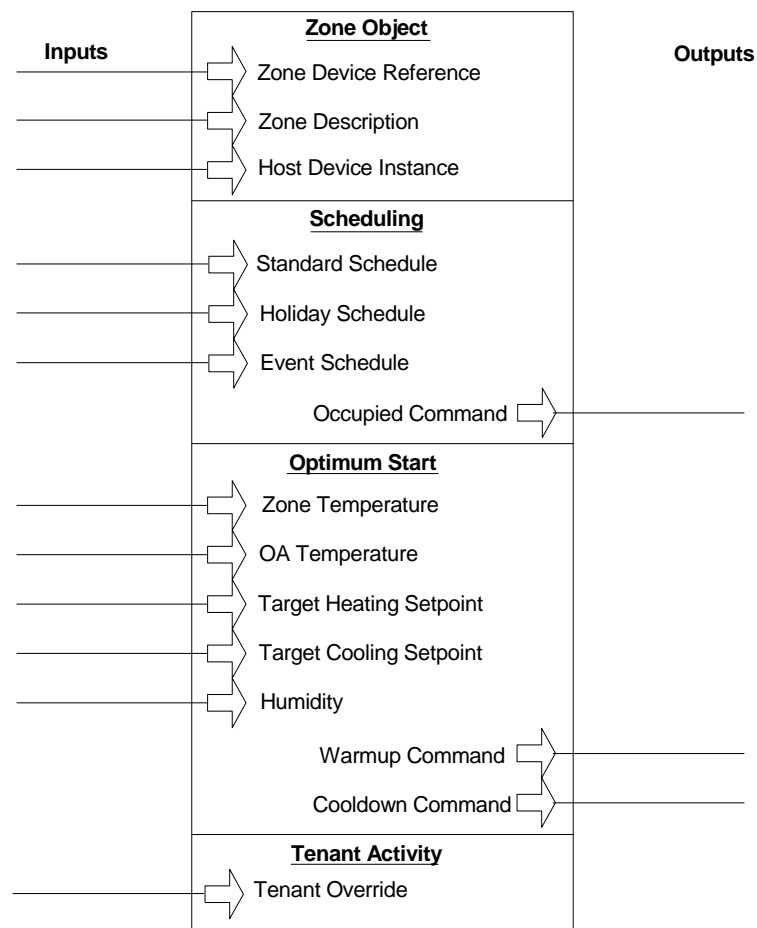 Zone Object
Inputs
Outputs
Zone Device Reference
Zone Description
Host Device Instance
Scheduling
Standard Schedule
Holiday Schedule
Event Schedule
Occupied Command
Optimum Start
Zone Temperature
OA Temperature
Target Heating Setpoint
Target Cooling Setpoint
Humidity
Warmup Command
Cooldown Command
Tenant Activity
Tenant Override